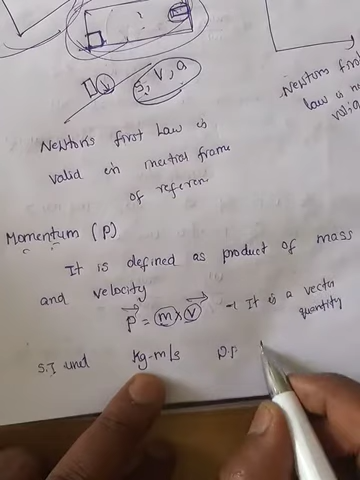 s, v, a
Newtons first Law is
valid in inertial frame
of referen
Newtons firs
law is no
valid
Momentum (P)
It is defined as product of mass
and velocity
P = m × v - It is a vector
quantity
S.I unit Kg-m/s D.F